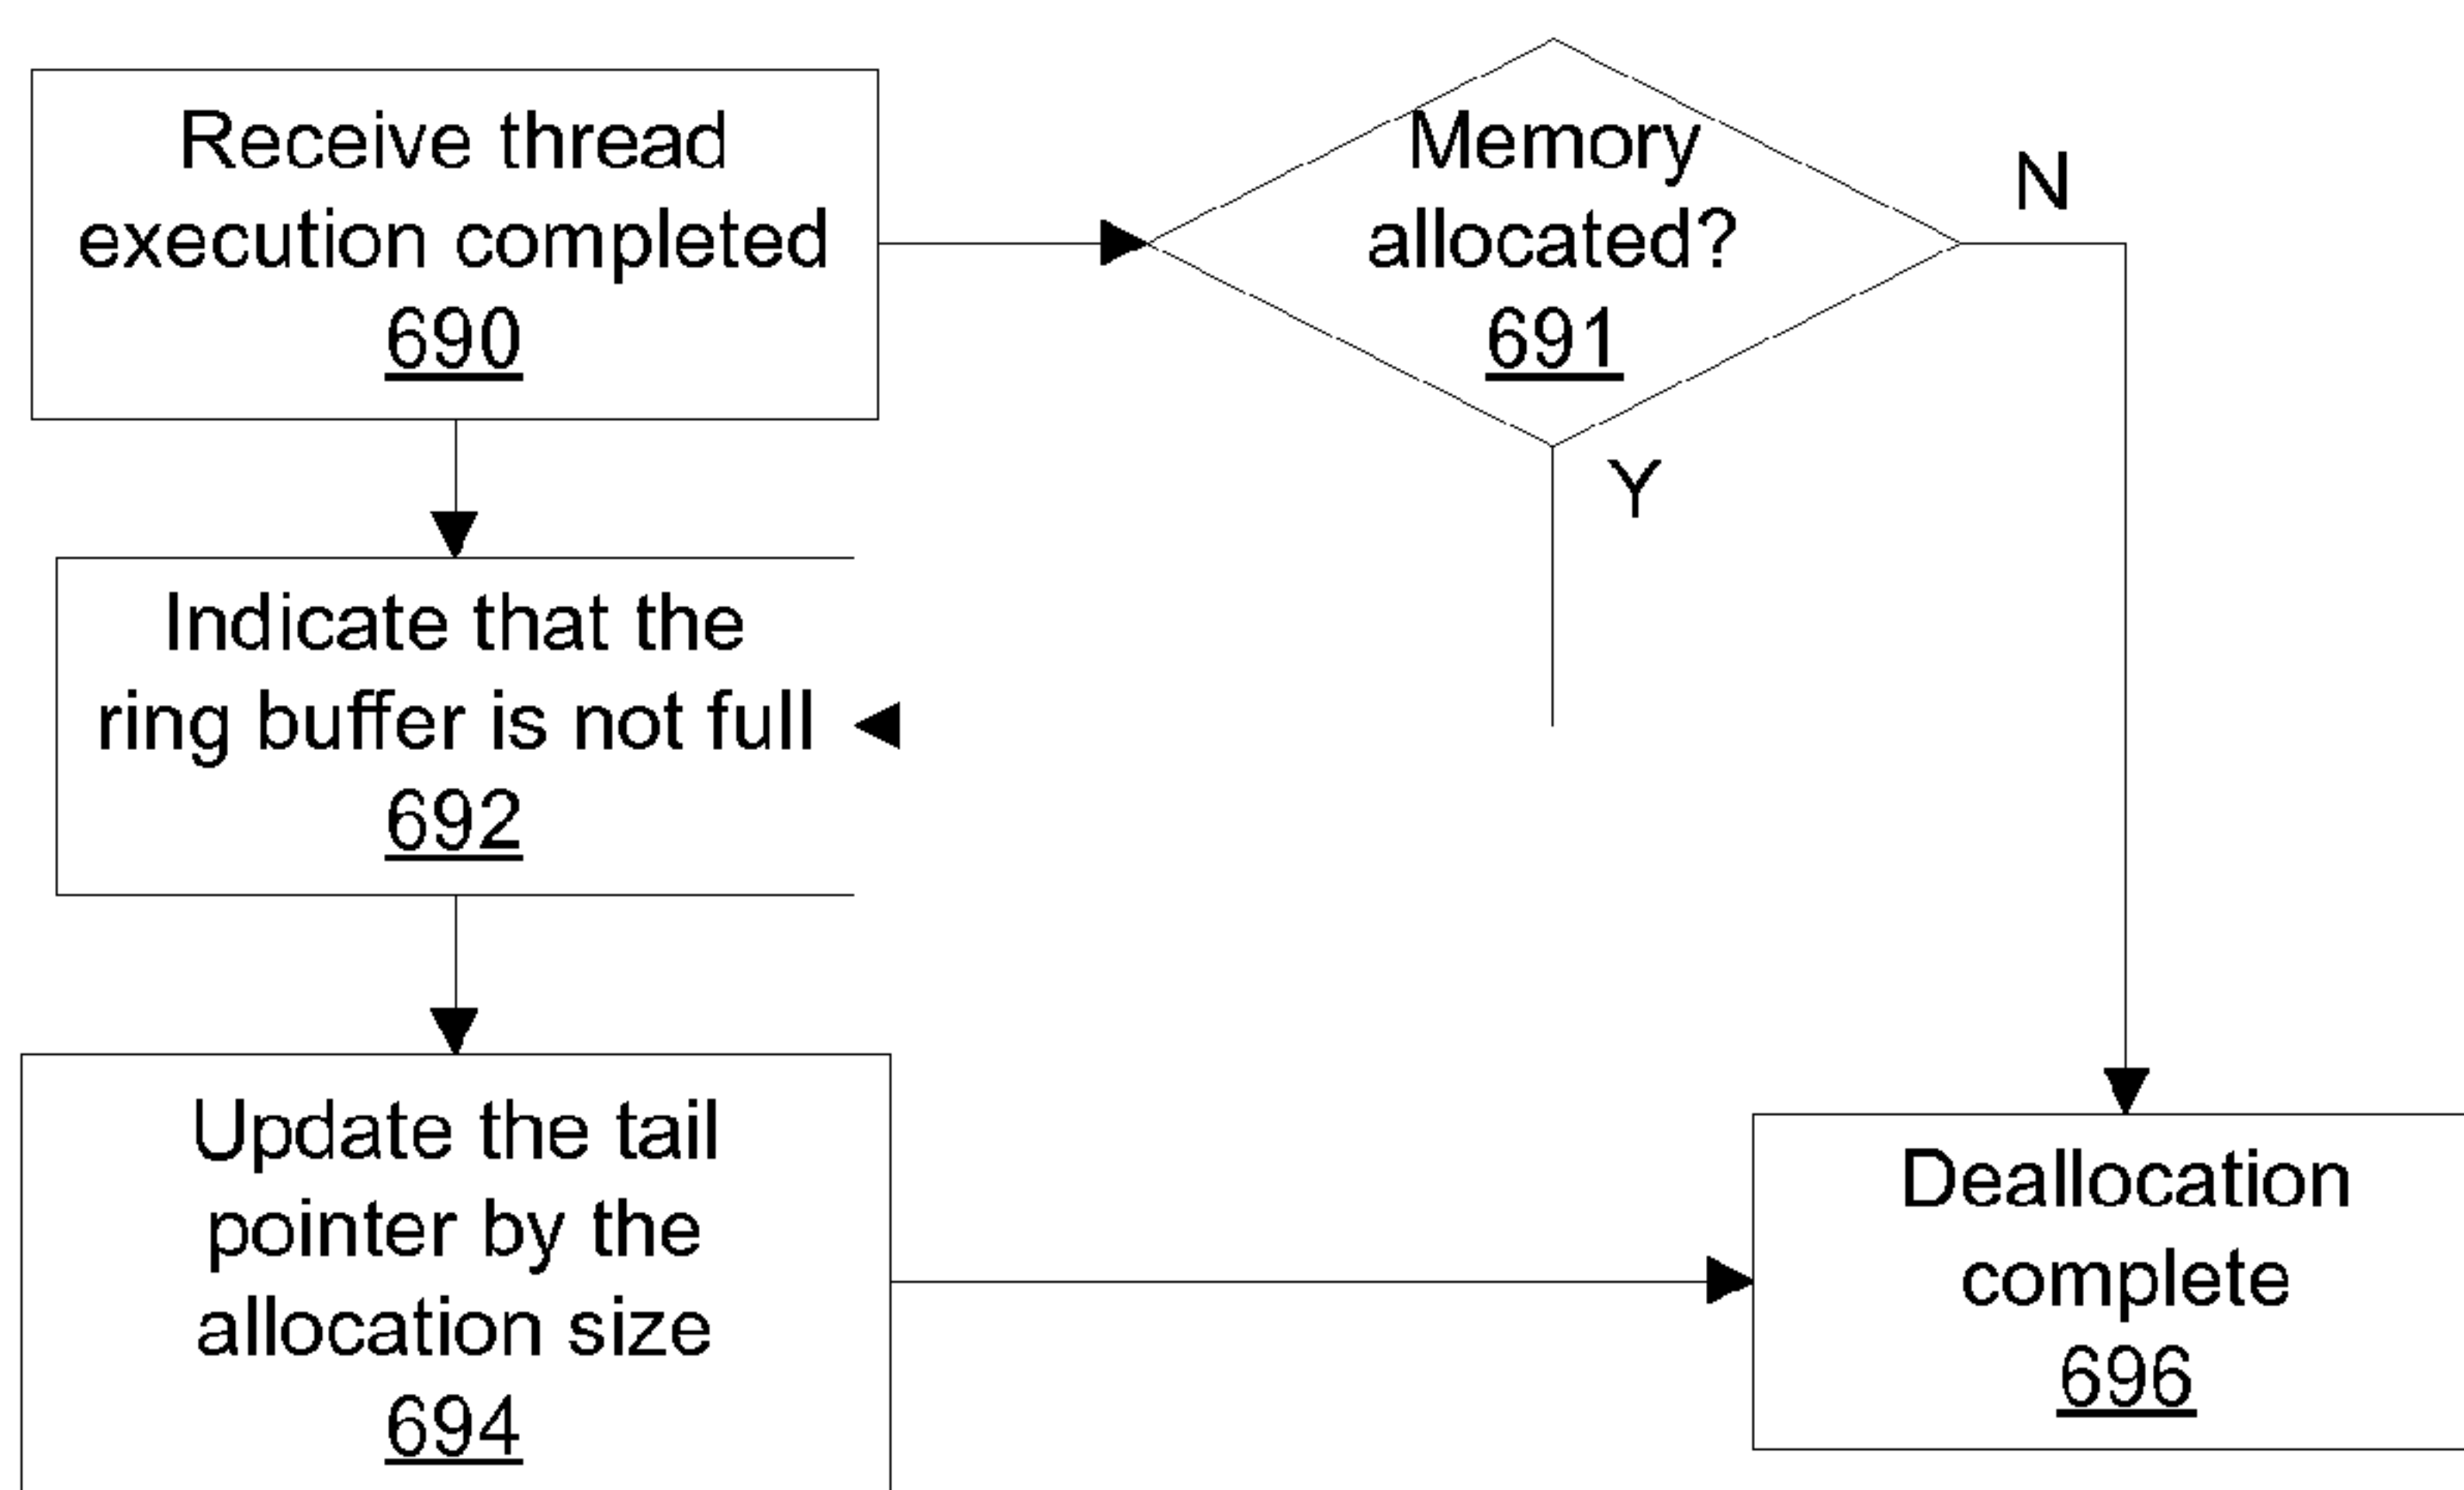 Receive thread
execution completed
690
Memory
allocated?
691
N
Y
Indicate that the
ring buffer is not full
692
Update the tail
pointer by the
allocation size
694
Deallocation
complete
696